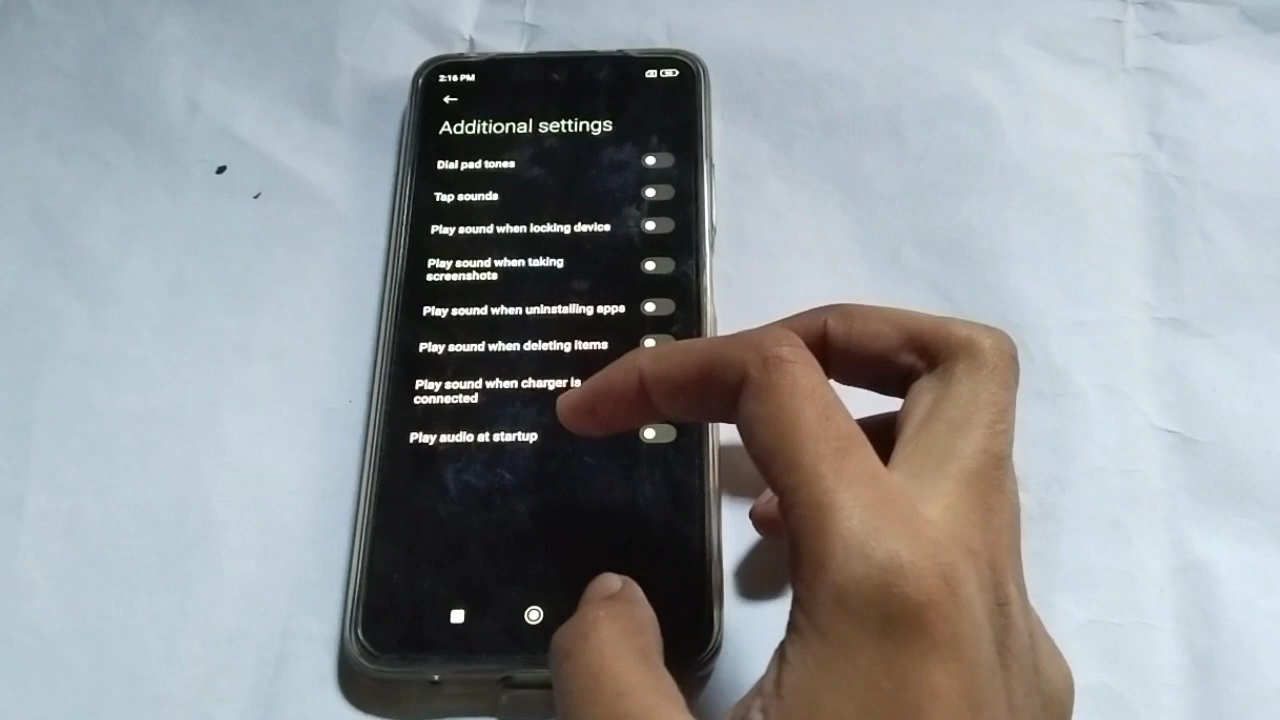 2:16 PM
Additional settings
Dial pad tones
Tap sounds
Play sound when locking device
Play sound when taking
screenshots
Play sound when uninstalling apps
Play sound when deleting items
Play sound when charger is
connected
Play audio at startup